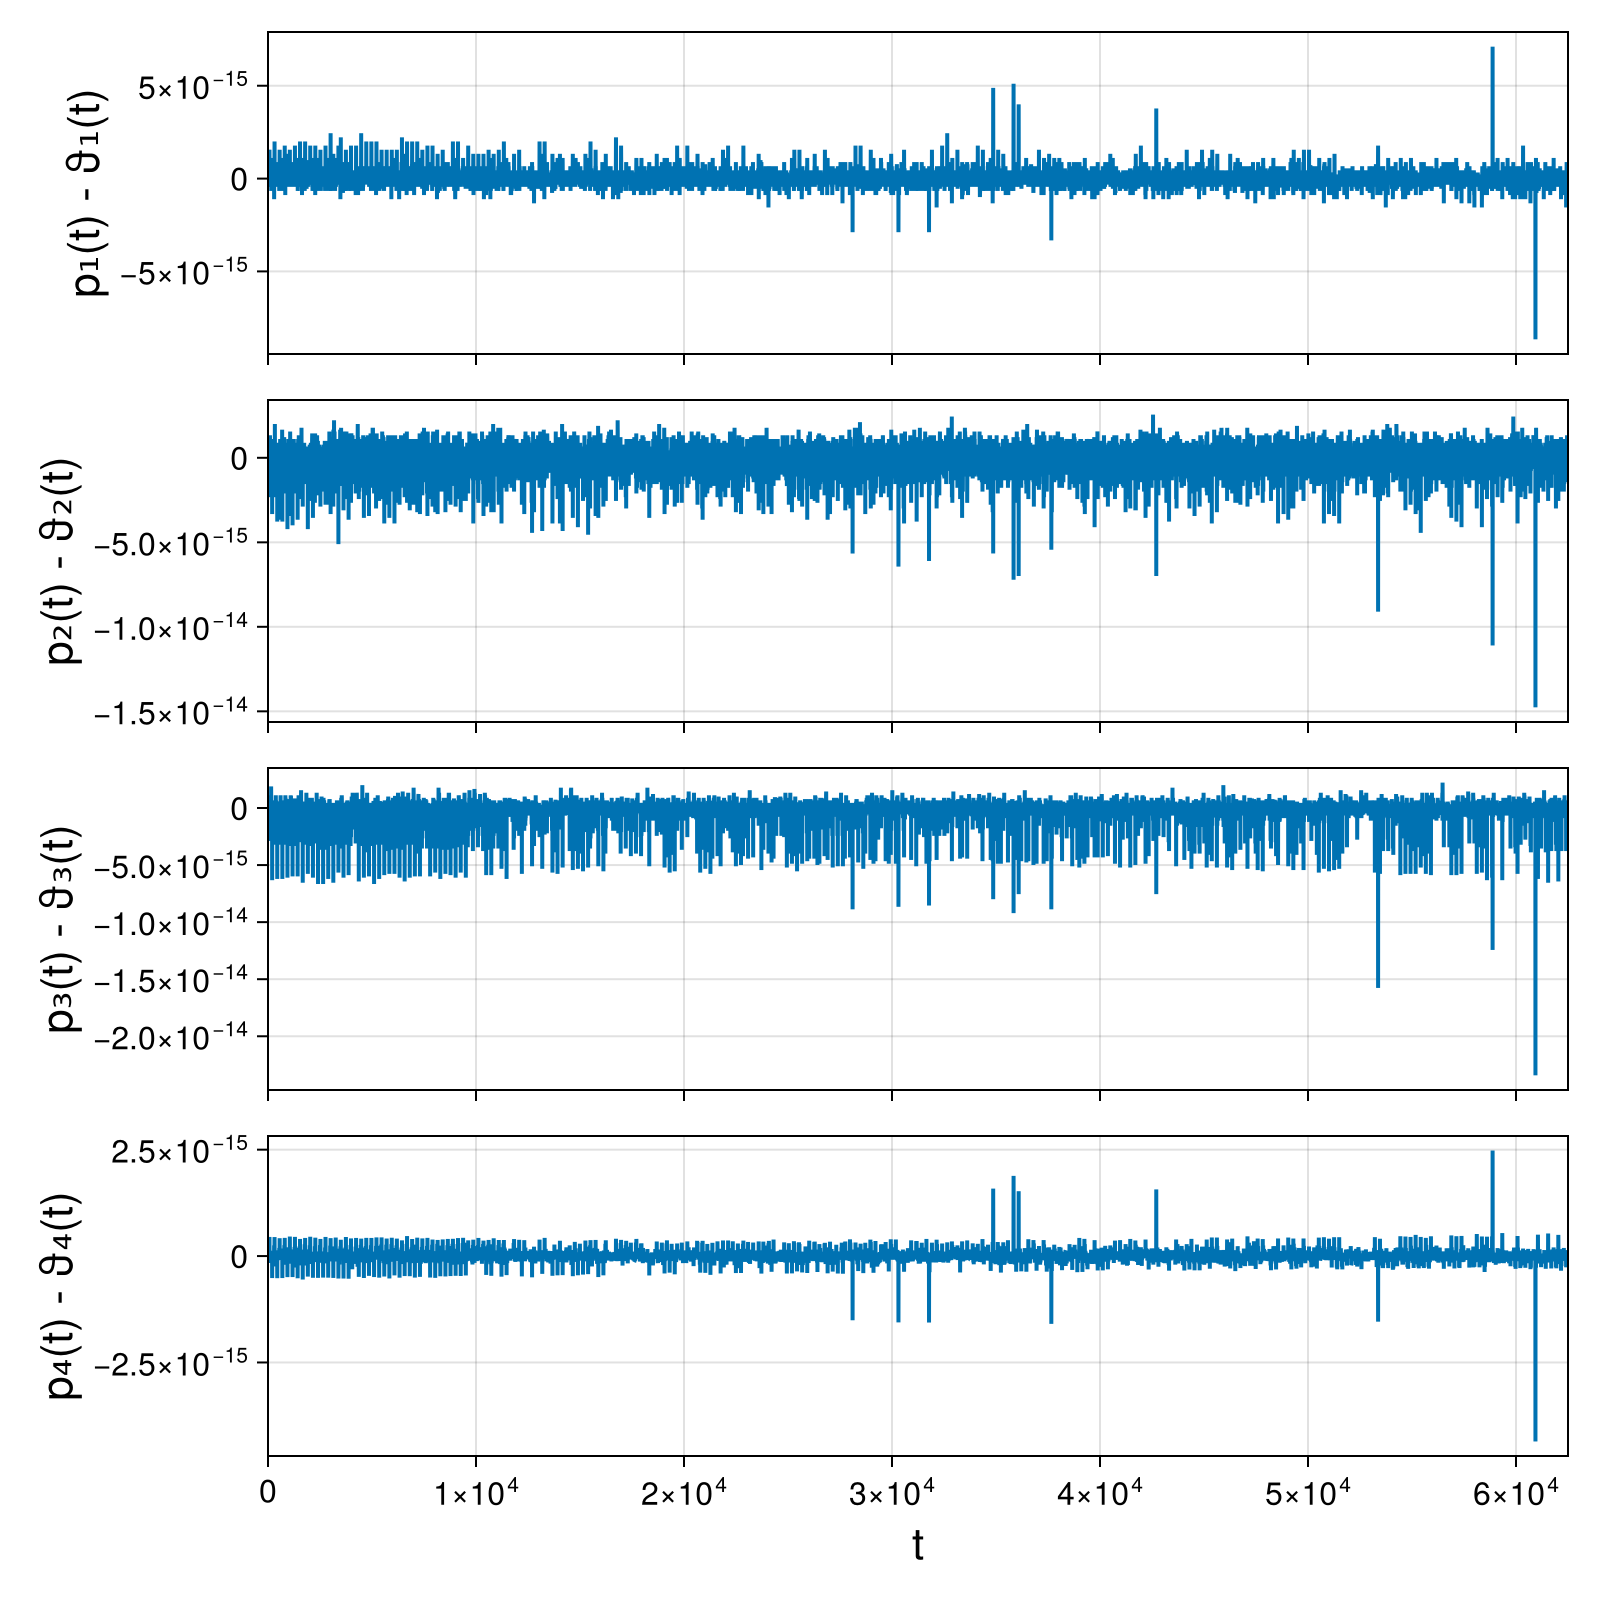 p₁(t) - ϑ₁(t)
5×10⁻¹⁵
0
−5×10⁻¹⁵
p₂(t) - ϑ₂(t)
0
−5.0×10⁻¹⁵
−1.0×10⁻¹⁴
−1.5×10⁻¹⁴
p₃(t) - ϑ₃(t)
0
−5.0×10⁻¹⁵
−1.0×10⁻¹⁴
−1.5×10⁻¹⁴
−2.0×10⁻¹⁴
p₄(t) - ϑ₄(t)
2.5×10⁻¹⁵
0
−2.5×10⁻¹⁵
0 1×10⁴ 2×10⁴ 3×10⁴ 4×10⁴ 5×10⁴ 6×10⁴
t